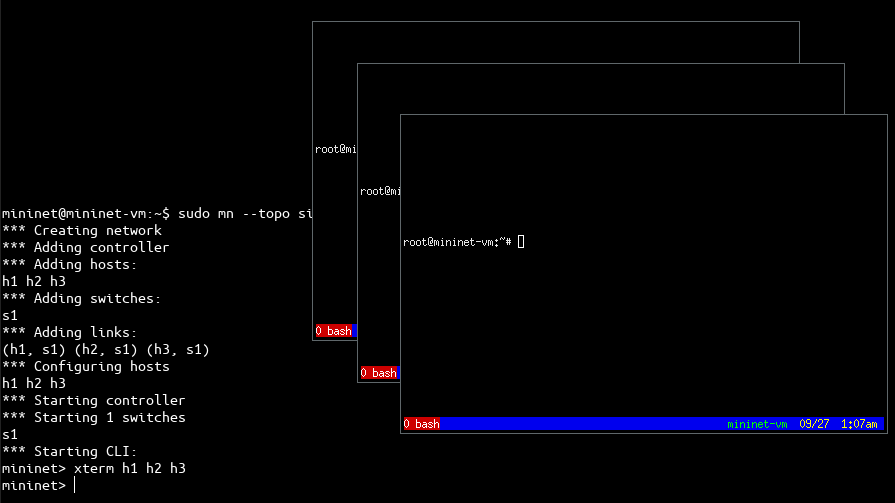 mininet@mininet-vm:~$ sudo mn --topo si
*** Creating network
*** Adding controller
*** Adding hosts:
h1 h2 h3
*** Adding switches:
s1
*** Adding links:
(h1, s1) (h2, s1) (h3, s1)
*** Configuring hosts
h1 h2 h3
*** Starting controller
*** Starting 1 switches
s1
*** Starting CLI:
mininet> xterm h1 h2 h3
mininet>
root@mi
0 bash
root@mi
0 bash
root@mininet-vm:~#
0 bash mininet-vm 09/27 1:07am